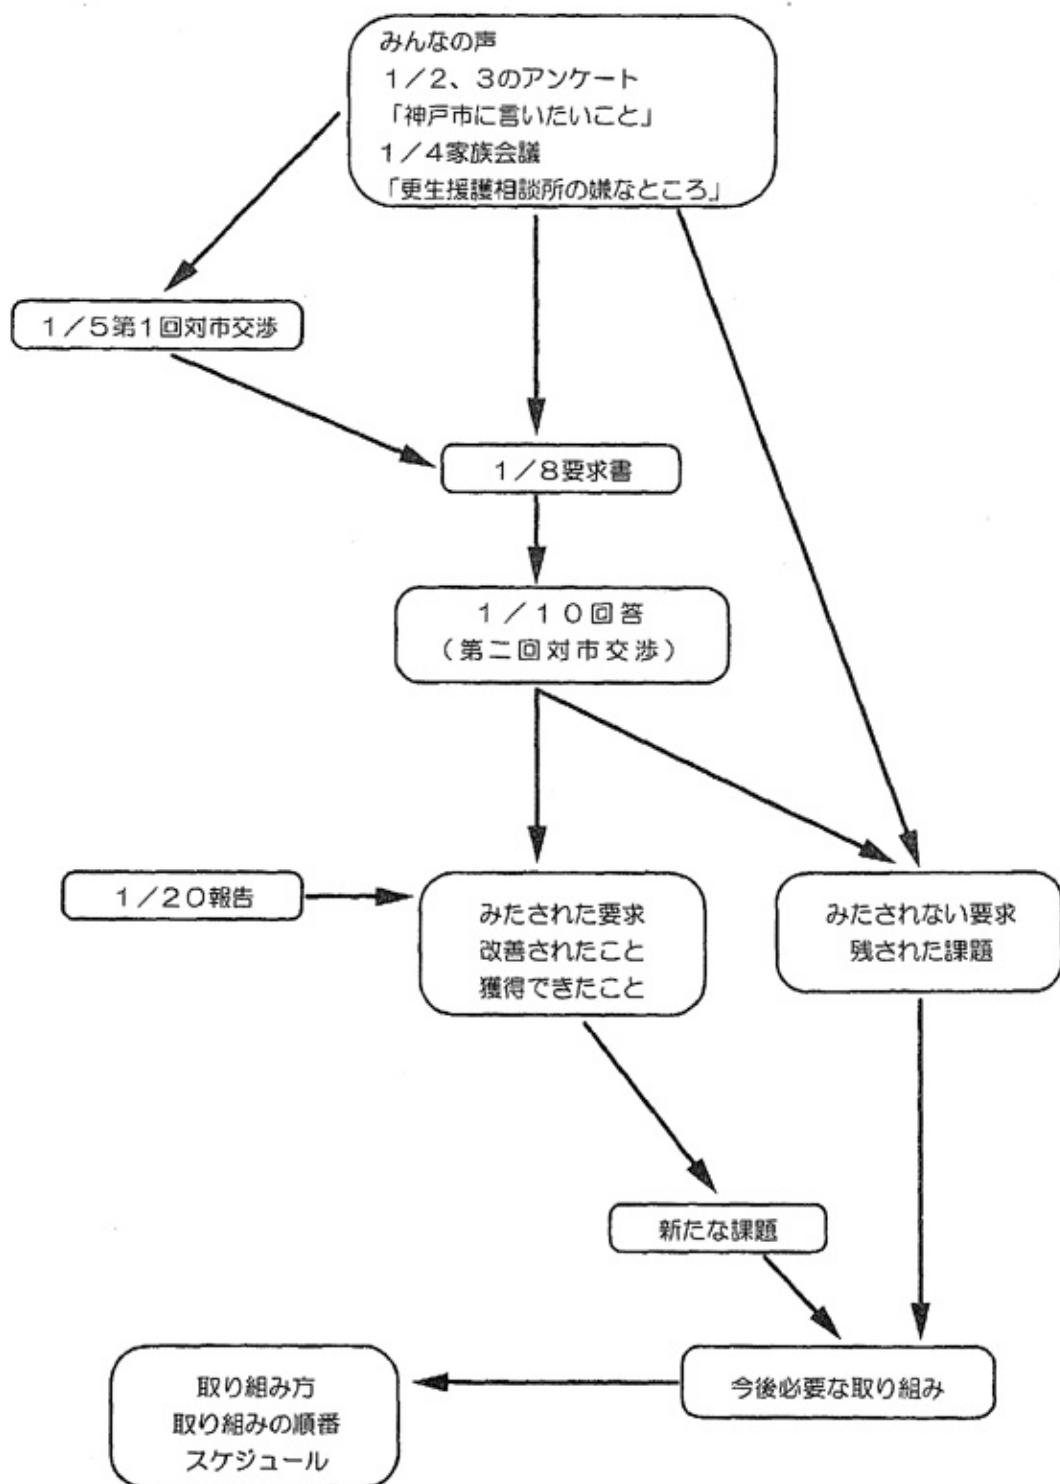 みんなの声
１／２、３のアンケート
「神戸市に言いたいこと」
１／４家族会議
「更生援護相談所の嫌なところ」
１／５第１回対市交渉
１／８要求書
１／１０回答
（第二回対市交渉）
１／２０報告
みたされた要求
改善されたこと
獲得できたこと
みたされない要求
残された課題
新たな課題
今後必要な取り組み
取り組み方
取り組みの順番
スケジュール